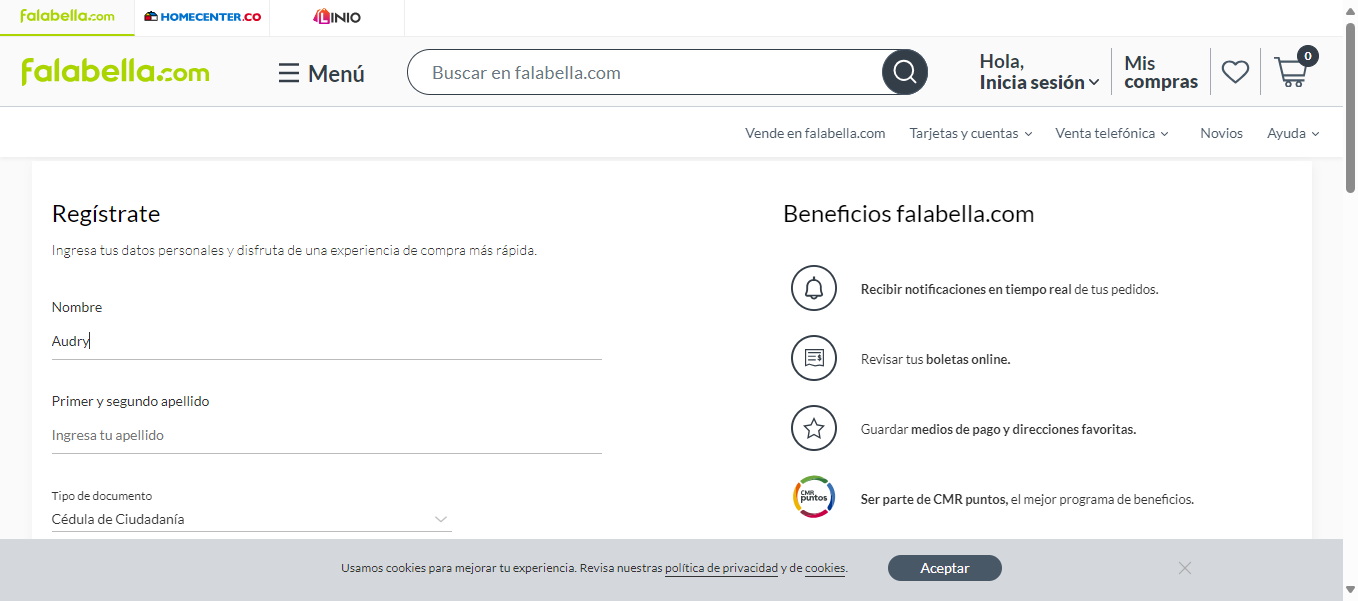 falabella.com
HOMECENTER.CO
LINIO
falabella.com
Menú
Buscar en falabella.com
Hola,
Inicia sesión
Mis
compras
0
Vende en falabella.com
Tarjetas y cuentas
Venta telefónica
Novios
Ayuda
Regístrate
Ingresa tus datos personales y disfruta de una experiencia de compra más rápida.
Nombre
Audry
Primer y segundo apellido
Ingresa tu apellido
Tipo de documento
Cédula de Ciudadanía
Beneficios falabella.com
Recibir notificaciones en tiempo real de tus pedidos.
Revisar tus boletas online.
Guardar medios de pago y direcciones favoritas.
CMR
puntos
Ser parte de CMR puntos, el mejor programa de beneficios.
Usamos cookies para mejorar tu experiencia. Revisa nuestras política de privacidad y de cookies.
Aceptar